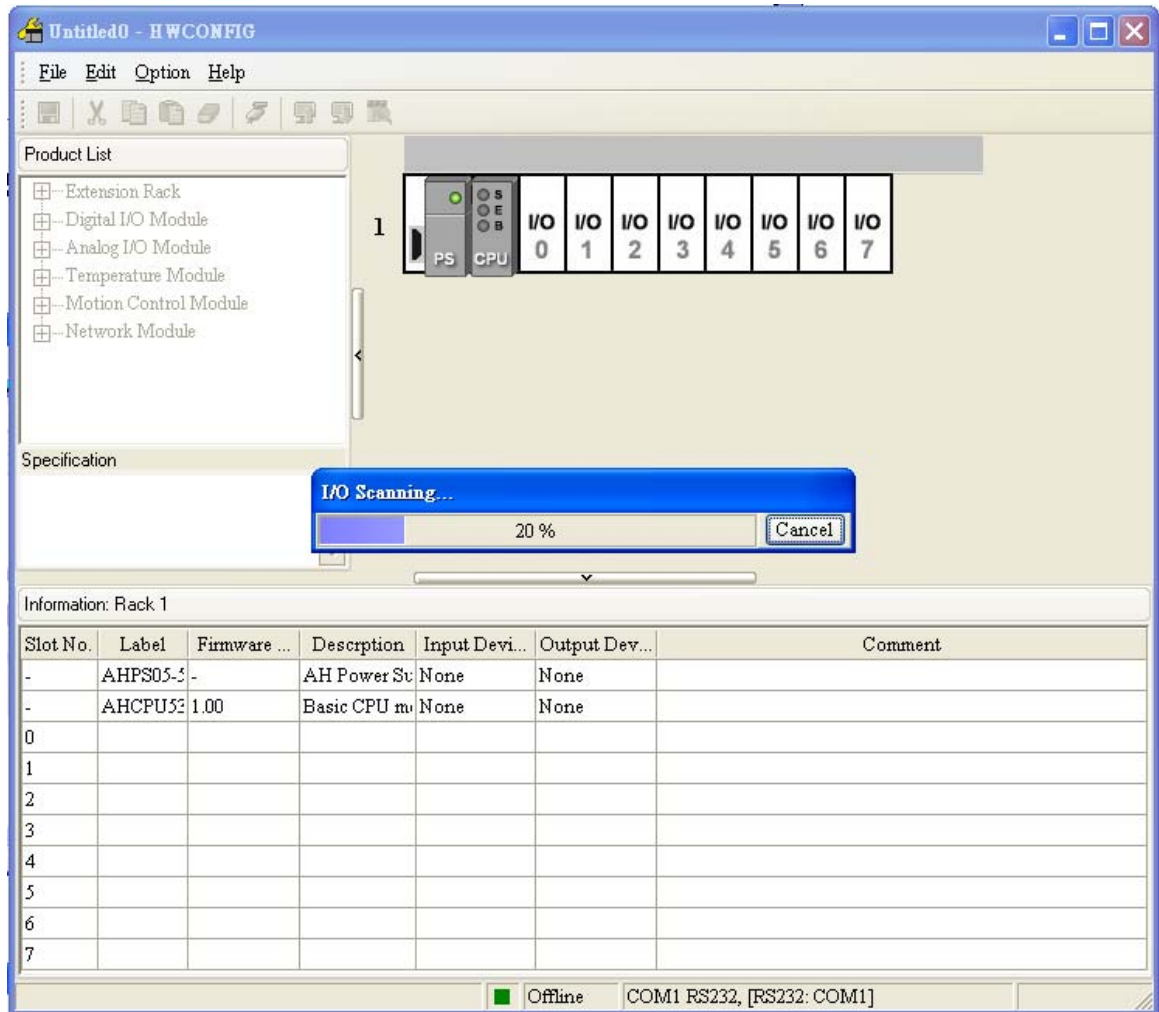 Untitled0 - HWCONFIG
File Edit Option Help
Product List
Extension Rack
Digital I/O Module
Analog I/O Module
Temperature Module
Motion Control Module
Network Module
1
PS
S
E
B
CPU
I/O 0
I/O 1
I/O 2
I/O 3
I/O 4
I/O 5
I/O 6
I/O 7
Specification
I/O Scanning...
20 %
Cancel
Information: Rack 1
Slot No. Label Firmware ... Descrption Input Devi... Output Dev... Comment
- AHPS05-5 - AH Power Su None None
- AHCPU53 1.00 Basic CPU m None None
0
1
2
3
4
5
6
7
Offline COM1 RS232, [RS232: COM1]